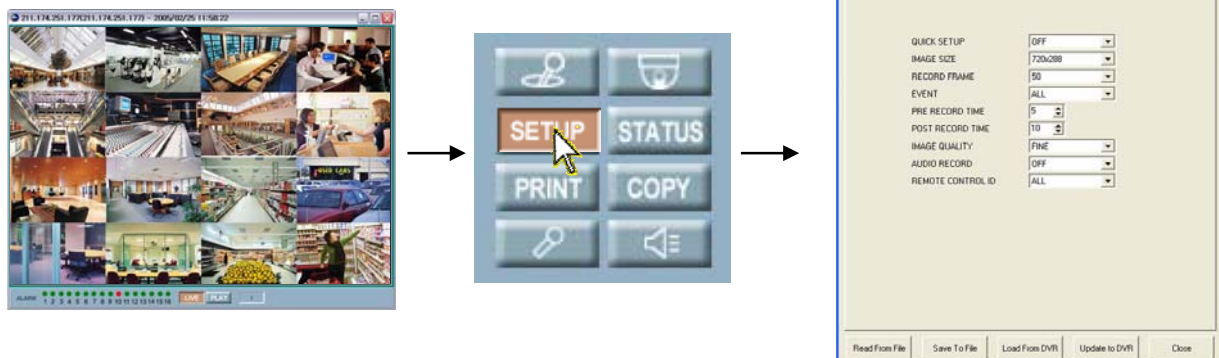 211.174.251.177(211.174.251.177) - 2005/02/25 11:58:22
USED CARS
ALARM 1 2 3 4 5 6 7 8 9 10 11 12 13 14 15 16 LIVE PLAY
SETUP STATUS
PRINT COPY
QUICK SETUP OFF
IMAGE SIZE 720x288
RECORD FRAME 50
EVENT ALL
PRE RECORD TIME 5
POST RECORD TIME 10
IMAGE QUALITY FINE
AUDIO RECORD OFF
REMOTE CONTROL ID ALL
Read From File Save To File Load From DVR Update to DVR Close